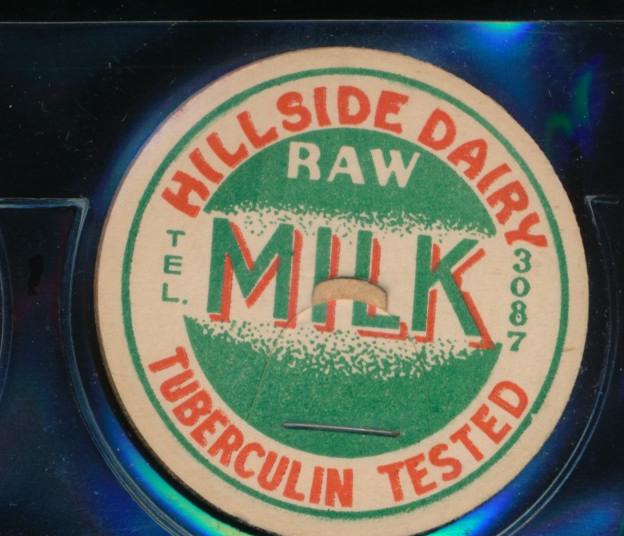 HILLSIDE DAIRY
RAW
MILK
TEL.
3087
TUBERCULIN TESTED